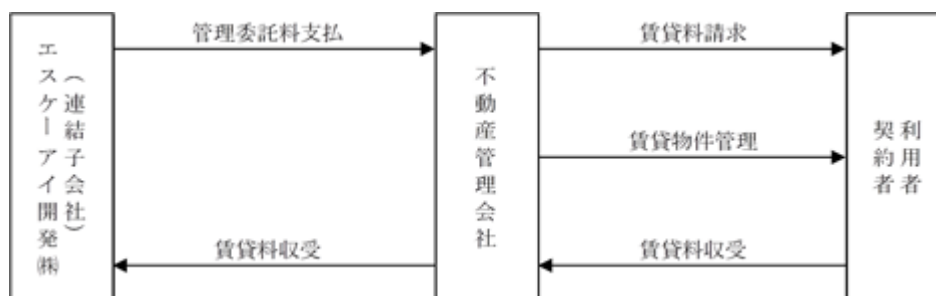 エスケーアイ開発㈱
(連結子会社)
管理委託料支払
賃貸料収受
不動産管理会社
賃貸料請求
賃貸物件管理
賃貸料収受
利用者
契約者